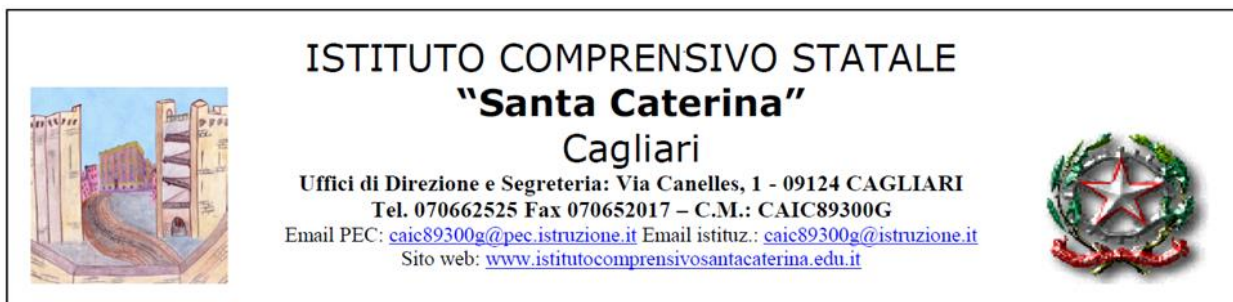 ISTITUTO COMPRENSIVO STATALE
“Santa Caterina”
Cagliari
Uffici di Direzione e Segreteria: Via Canelles, 1 - 09124 CAGLIARI
Tel. 070662525 Fax 070652017 – C.M.: CAIC89300G
Email PEC: caic89300g@pec.istruzione.it Email istituz.: caic89300g@istruzione.it
Sito web: www.istitutocomprensivosantacaterina.edu.it